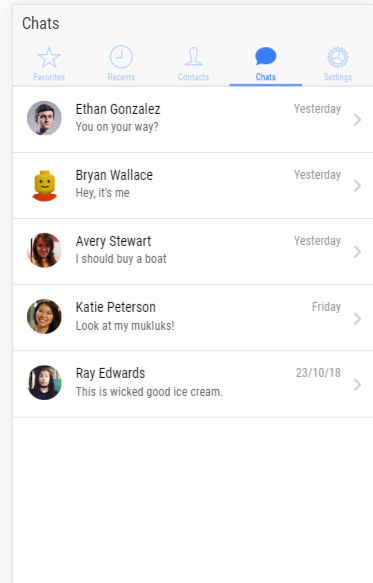 Chats
Favorites Recents Contacts Chats Settings
Ethan Gonzalez Yesterday
You on your way?
Bryan Wallace Yesterday
Hey, it's me
Avery Stewart Yesterday
I should buy a boat
Katie Peterson Friday
Look at my mukluks!
Ray Edwards 23/10/18
This is wicked good ice cream.